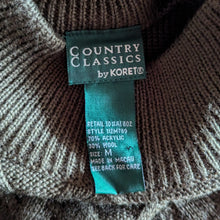 COUNTRY
CLASSICS
by KORET®
STYLE
70% ACRYLIC
30% WOOL
SIZE: M
MADE IN MACAU
SEE BACK FOR CARE